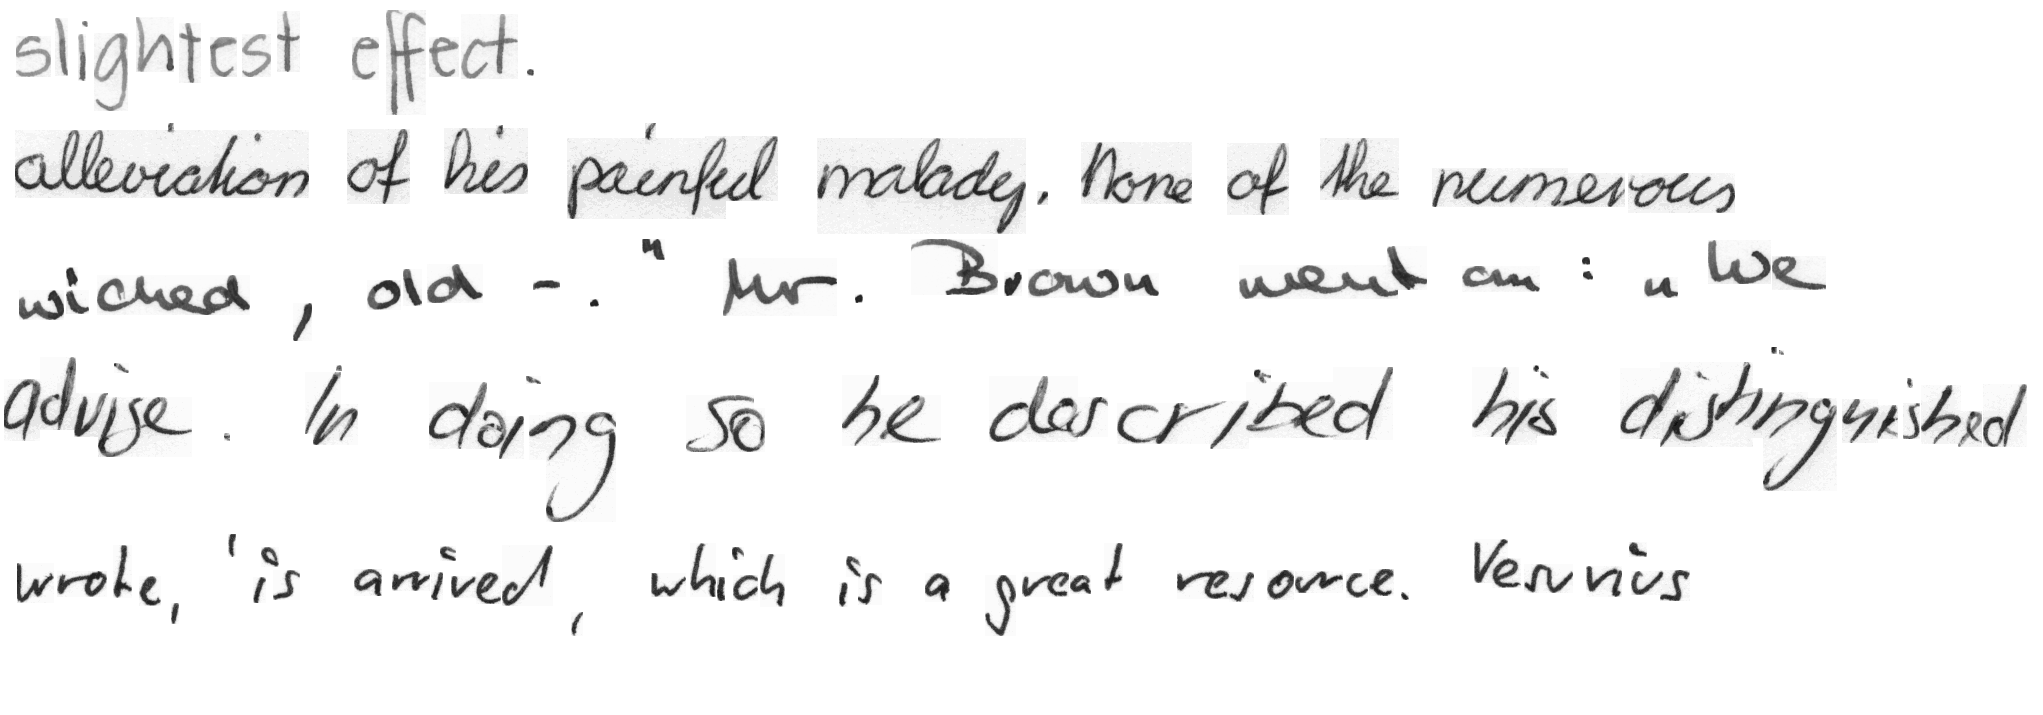 slightest effect.
alleviation of his painful malady. None of the numerous
wicked, old -." Mr. Brown went on: "We
advise. In doing so he described his distinguished
wrote, 'is arrived, which is a great resource. Vesuvius